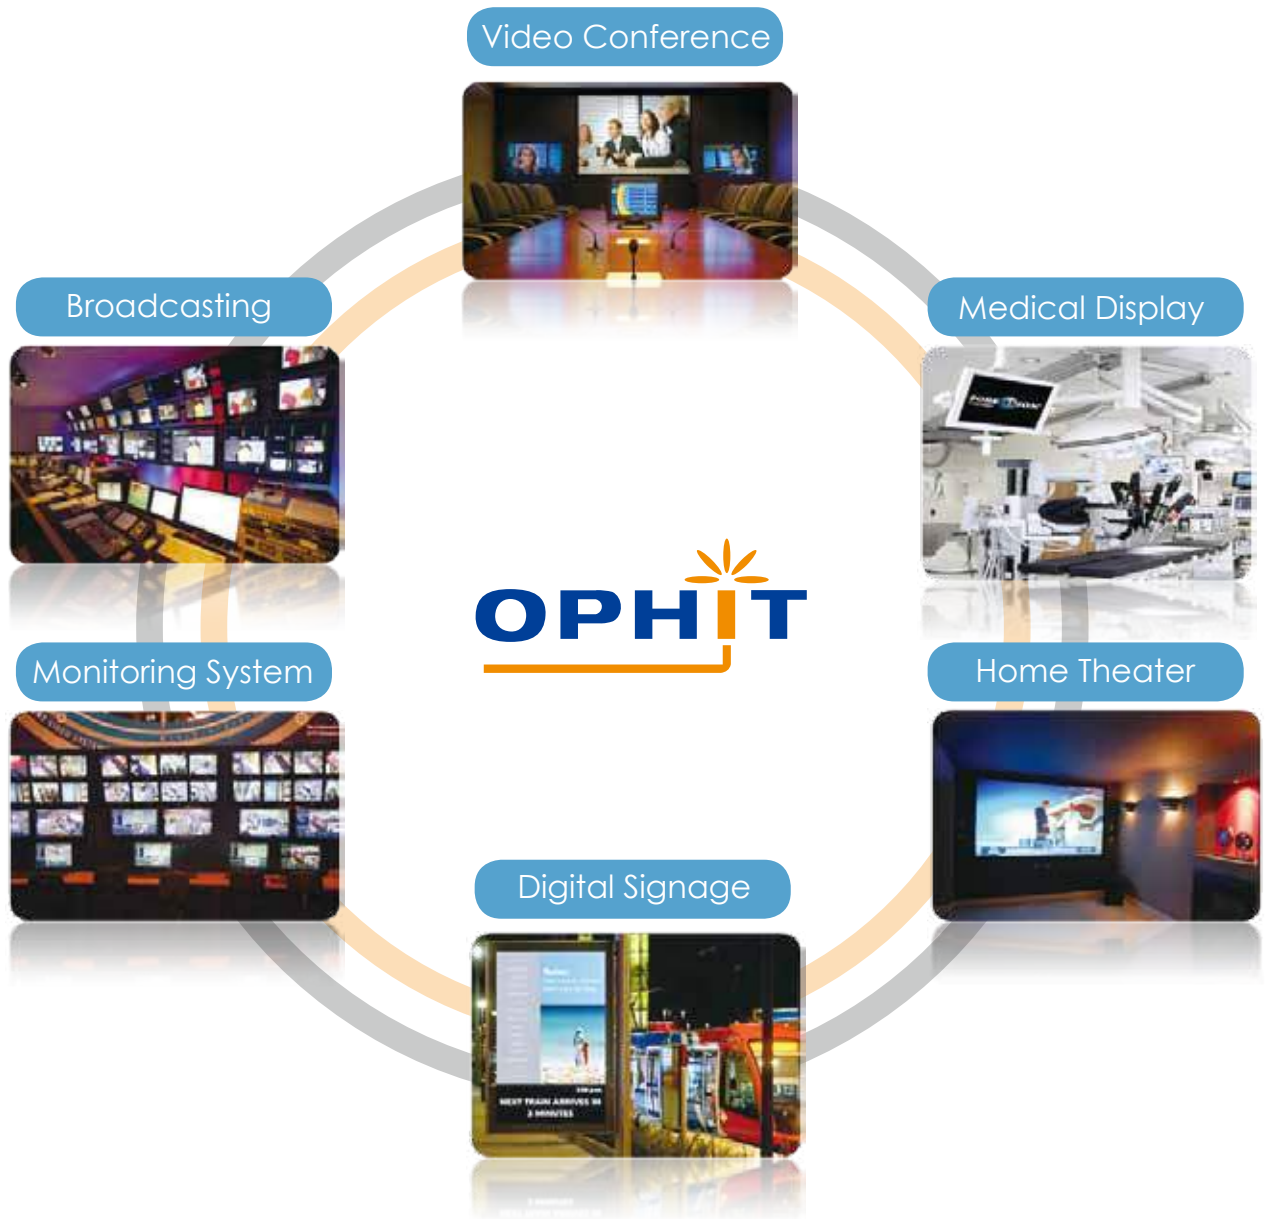 Video Conference
Broadcasting
Medical Display
OPHIT
Monitoring System
Home Theater
Digital Signage
NEXT TRAIN ARRIVES IN
3 MINUTES